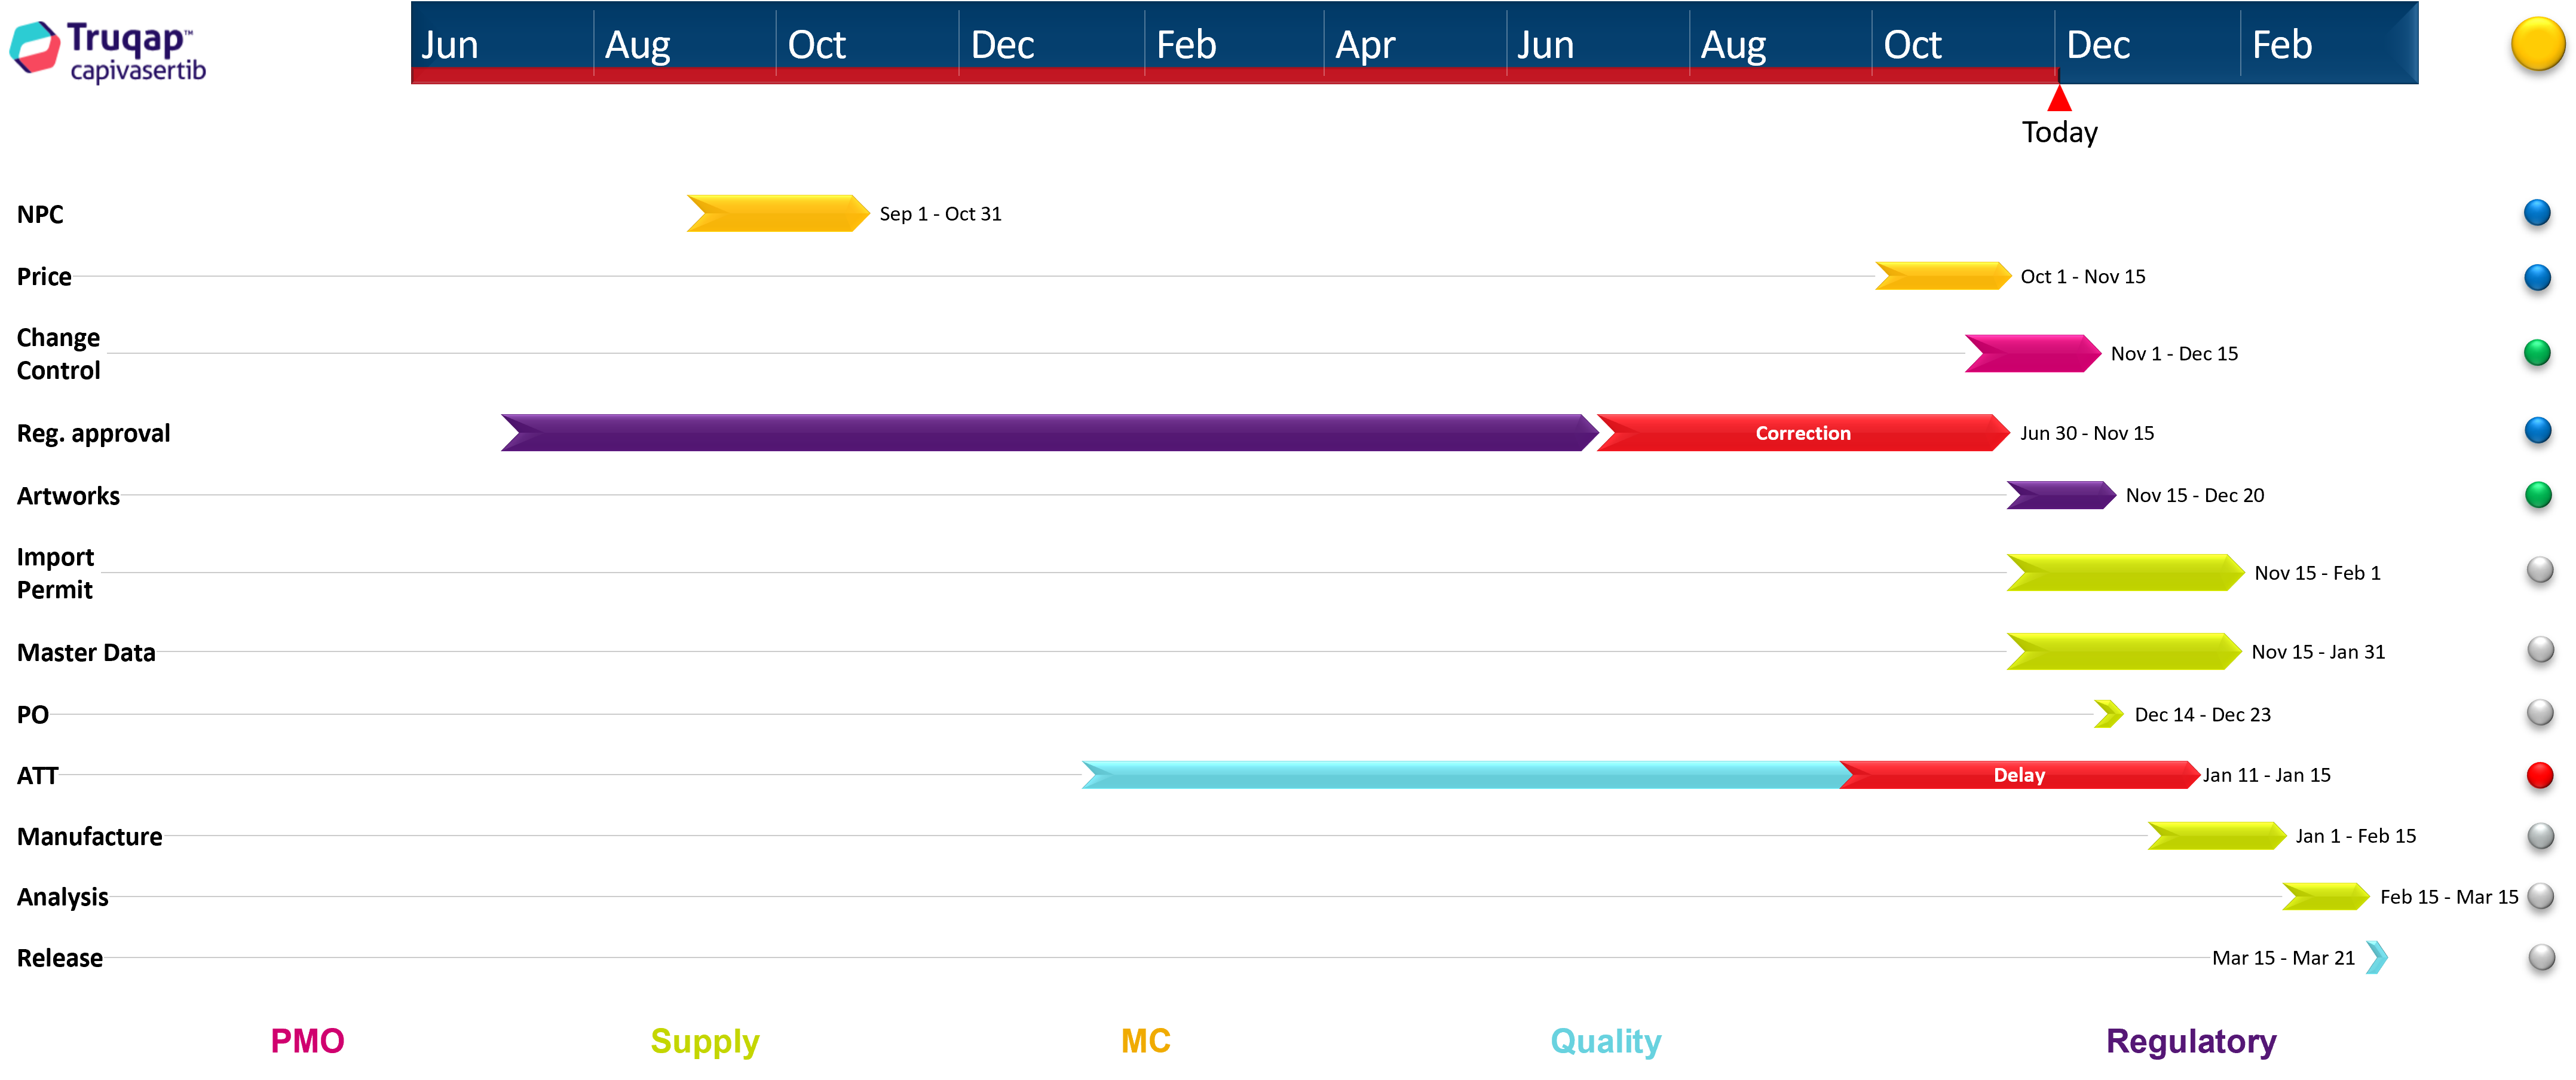 Truqap™
capivasertib
Jun Aug Oct Dec Feb Apr Jun Aug Oct Dec Feb
Today
NPC Sep 1 - Oct 31
Price Oct 1 - Nov 15
Change
Control
Nov 1 - Dec 15
Reg. approval Correction Jun 30 - Nov 15
Artworks Nov 15 - Dec 20
Import
Permit
Nov 15 - Feb 1
Master Data Nov 15 - Jan 31
PO Dec 14 - Dec 23
ATT Delay Jan 11 - Jan 15
Manufacture Jan 1 - Feb 15
Analysis Feb 15 - Mar 15
Release Mar 15 - Mar 21
PMO Supply MC Quality Regulatory